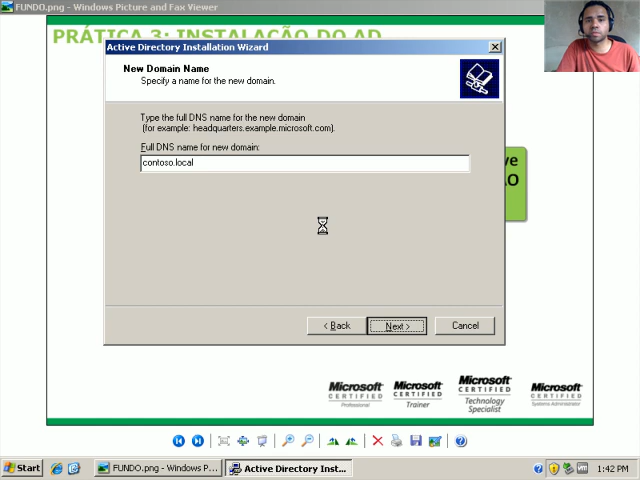 FUNDO.png - Windows Picture and Fax Viewer
PRÁTICA 3: INSTALAÇÃO DO AD
Active Directory Installation Wizard
New Domain Name
Specify a name for the new domain.
Type the full DNS name for the new domain
(for example: headquarters.example.microsoft.com).
Full DNS name for new domain:
contoso.local
ve
ÃO
< Back
Next >
Cancel
Microsoft
CERTIFIED
Professional
Microsoft
CERTIFIED
Trainer
Microsoft
CERTIFIED
Technology
Specialist
Microsoft
CERTIFIED
Systems Administrator
Start
FUNDO.png - Windows P...
Active Directory Inst...
1:42 PM